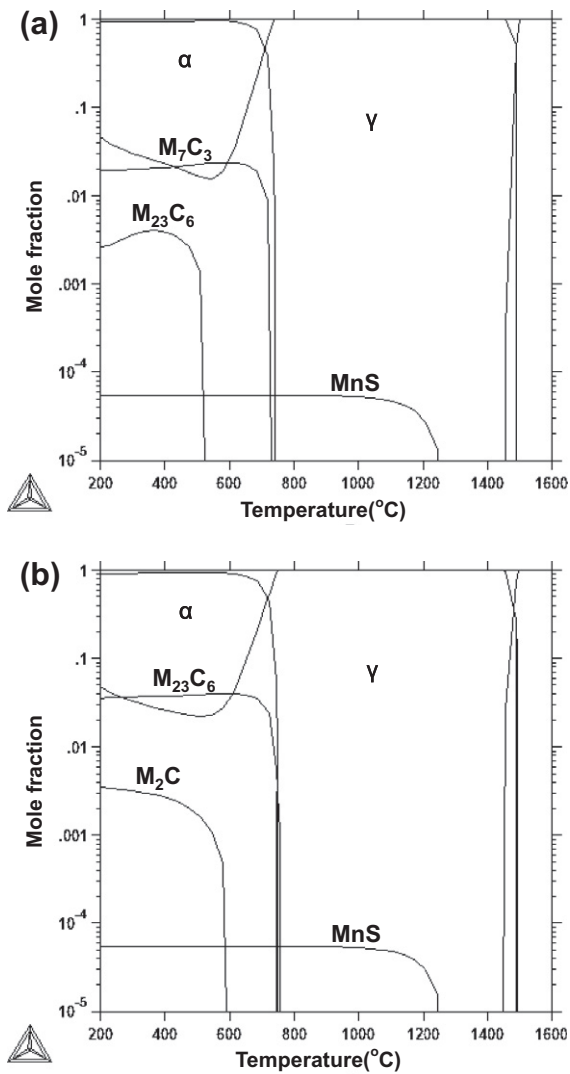 (a)
1
α
γ
.1
M₇C₃
M₂₃C₆
.01
.001
10⁻⁴
MnS
10⁻⁵
Mole fraction
200 400 600 800 1000 1200 1400 1600
Temperature(°C)
(b)
1
α
γ
.1
M₂₃C₆
.01
M₂C
.001
10⁻⁴
MnS
10⁻⁵
Mole fraction
200 400 600 800 1000 1200 1400 1600
Temperature(°C)